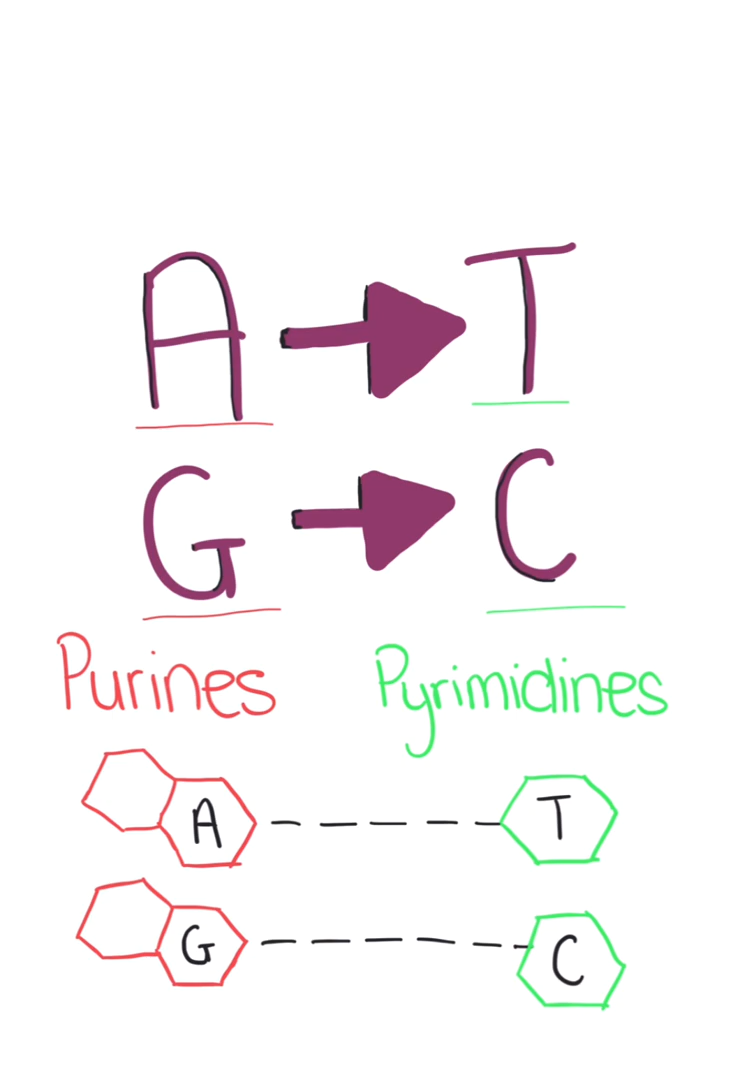 A → T
G → C
Purines Pyrimidines
A T
G C